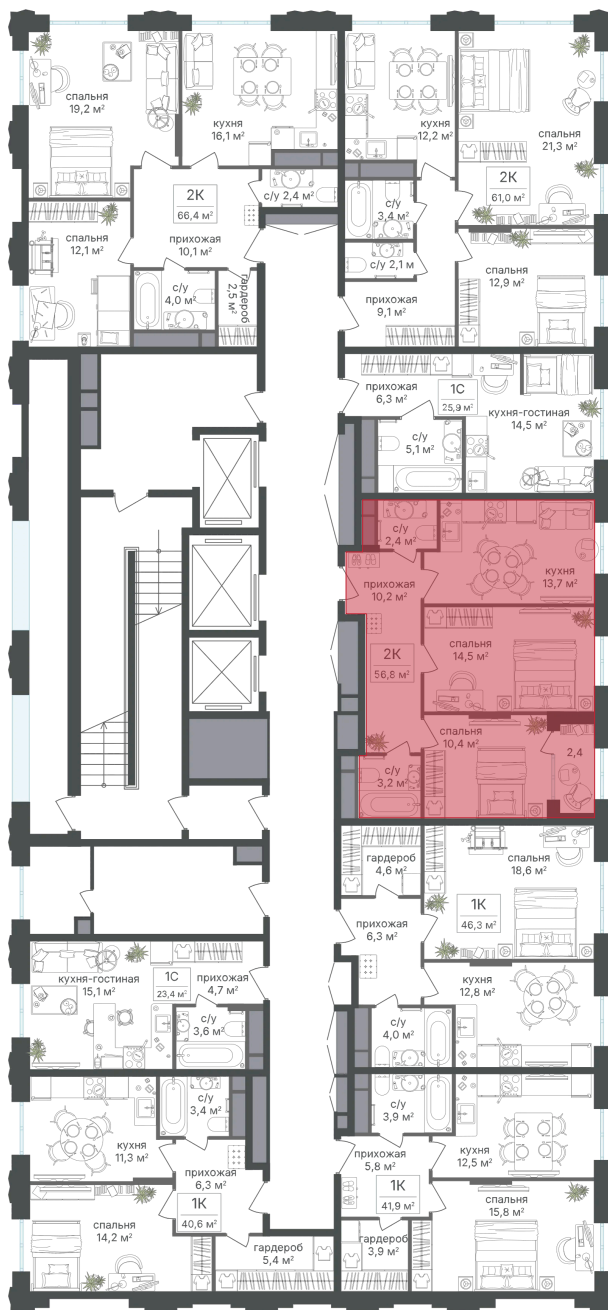 спальня
19,2 м²
кухня
16,1 м²
2К
66,4 м²
с/у 2,4 м²
прихожая
10,1 м²
спальня
12,1 м²
с/у
4,0 м²
гардероб
2,5 м²
кухня
12,2 м²
спальня
21,3 м²
2К
61,0 м²
с/у
3,4 м²
с/у 2,1 м
прихожая
9,1 м²
спальня
12,9 м²
прихожая
6,3 м²
1С
25,9 м²
кухня-гостиная
14,5 м²
с/у
5,1 м²
с/у
2,4 м²
прихожая
10,2 м²
кухня
13,7 м²
2К
56,8 м²
спальня
14,5 м²
спальня
10,4 м²
2,4
с/у
3,2 м²
гардероб
4,6 м²
спальня
18,6 м²
1К
46,3 м²
прихожая
6,3 м²
кухня
12,8 м²
с/у
4,0 м²
кухня-гостиная
15,1 м²
1С
23,4 м²
прихожая
4,7 м²
с/у
3,6 м²
кухня
11,3 м²
с/у
3,4 м²
прихожая
6,3 м²
1К
40,6 м²
спальня
14,2 м²
гардероб
5,4 м²
с/у
3,9 м²
кухня
12,5 м²
прихожая
5,8 м²
1К
41,9 м²
спальня
15,8 м²
гардероб
3,9 м²